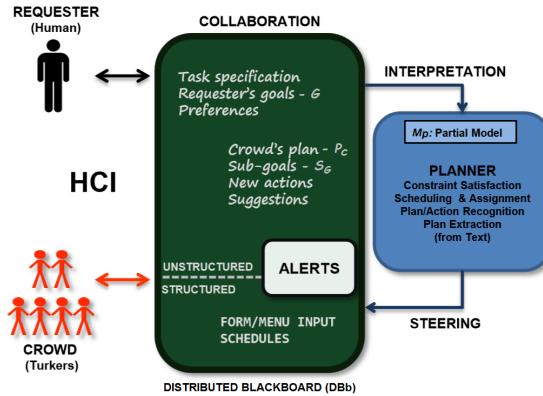 REQUESTER
(Human)
COLLABORATION
Task specification
Requester's goals - G
Preferences
Crowd's plan - PC
Sub-goals - SG
New actions
Suggestions
HCI
UNSTRUCTURED
STRUCTURED
ALERTS
FORM/MENU INPUT
SCHEDULES
CROWD
(Turkers)
DISTRIBUTED BLACKBOARD (DBb)
INTERPRETATION
Mp: Partial Model
PLANNER
Constraint Satisfaction
Scheduling & Assignment
Plan/Action Recognition
Plan Extraction
(from Text)
STEERING